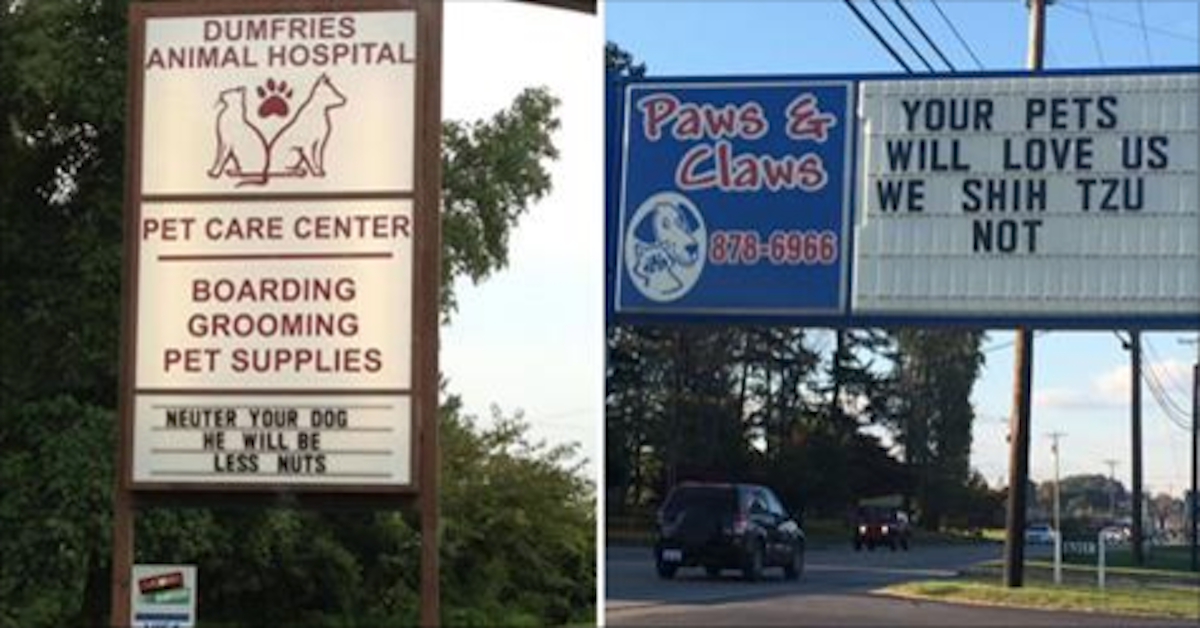 DUMFRIES
ANIMAL HOSPITAL
PET CARE CENTER
BOARDING
GROOMING
PET SUPPLIES
NEUTER YOUR DOG
HE WILL BE
LESS NUTS
Paws &
Claws
878-6966
YOUR PETS
WILL LOVE US
WE SHIH TZU
NOT